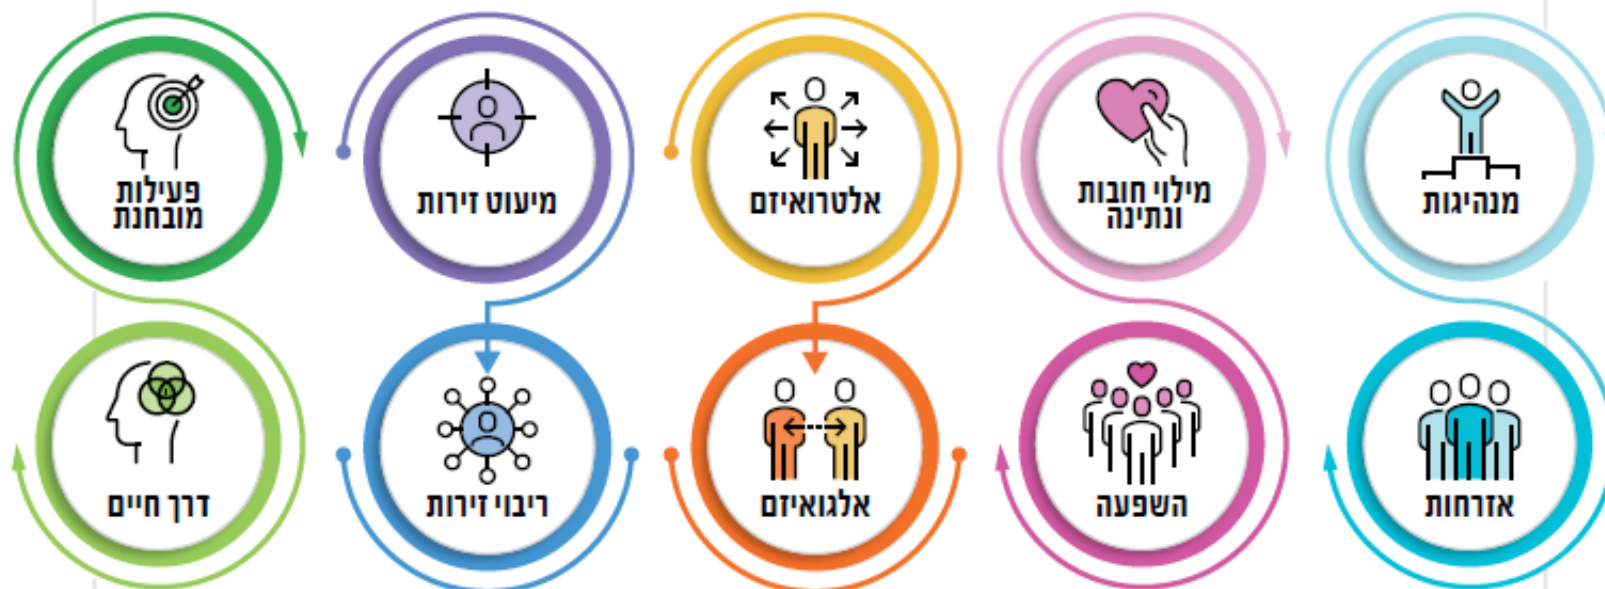 מנהיגות
מילוי חובות
ונתינה
אלטרואיזם
מיעוט זירות
פעילות
מובחנת
אזרחות
השפעה
אלגואיזם
ריבוי זירות
דרך חיים